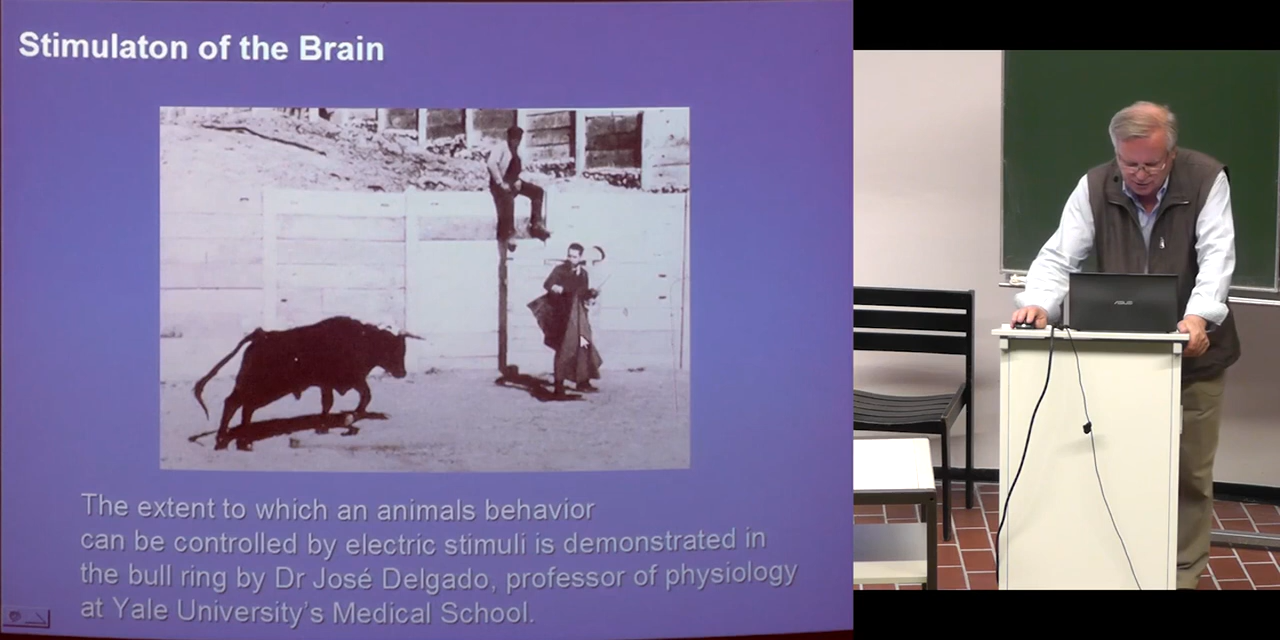 Stimulaton of the Brain
The extent to which an animals behavior
can be controlled by electric stimuli is demonstrated in
the bull ring by Dr José Delgado, professor of physiology
at Yale University's Medical School.
ASUS